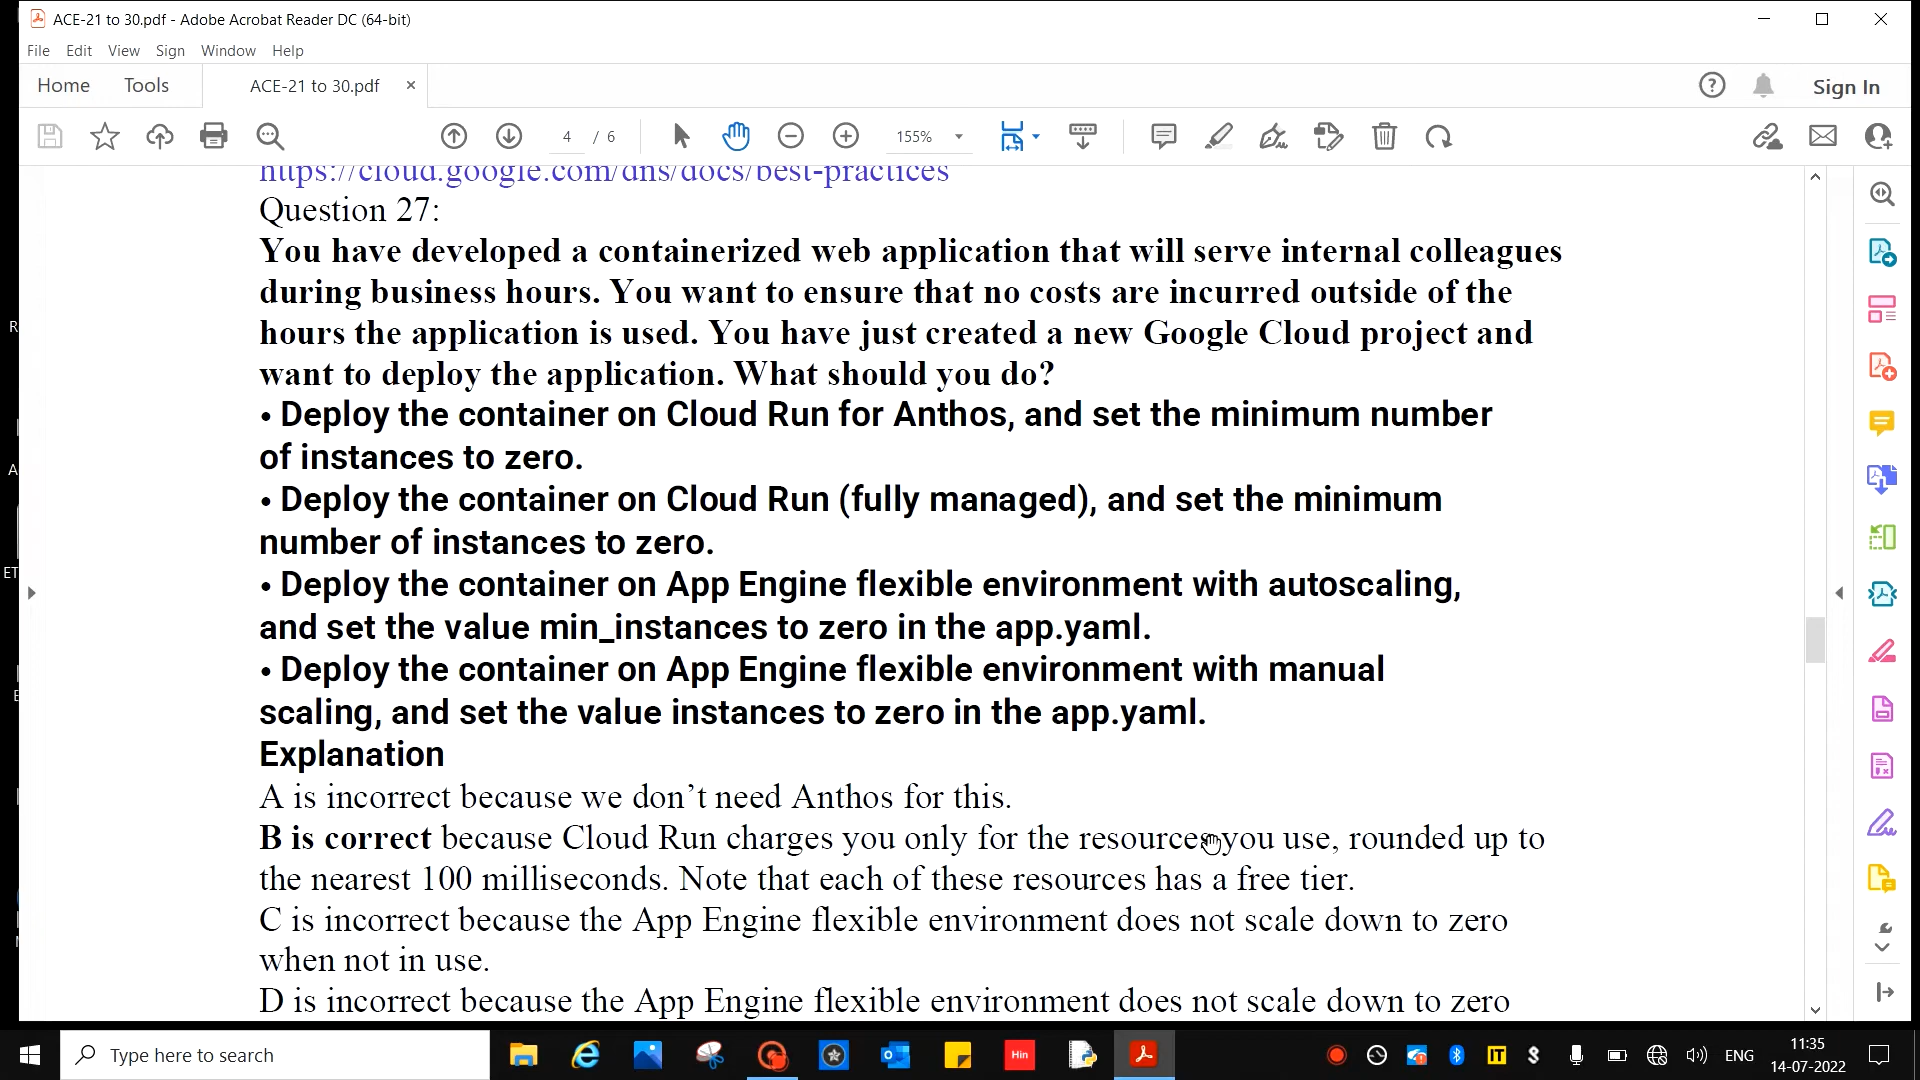 ACE-21 to 30.pdf - Adobe Acrobat Reader DC (64-bit)
File Edit View Sign Window Help
Home Tools ACE-21 to 30.pdf × Sign In
4 / 6 155%
https://cloud.google.com/dns/docs/best-practices
Question 27:
You have developed a containerized web application that will serve internal colleagues
during business hours. You want to ensure that no costs are incurred outside of the
hours the application is used. You have just created a new Google Cloud project and
want to deploy the application. What should you do?
• Deploy the container on Cloud Run for Anthos, and set the minimum number
of instances to zero.
• Deploy the container on Cloud Run (fully managed), and set the minimum
number of instances to zero.
• Deploy the container on App Engine flexible environment with autoscaling,
and set the value min_instances to zero in the app.yaml.
• Deploy the container on App Engine flexible environment with manual
scaling, and set the value instances to zero in the app.yaml.
Explanation
A is incorrect because we don’t need Anthos for this.
B is correct because Cloud Run charges you only for the resources you use, rounded up to
the nearest 100 milliseconds. Note that each of these resources has a free tier.
C is incorrect because the App Engine flexible environment does not scale down to zero
when not in use.
D is incorrect because the App Engine flexible environment does not scale down to zero
Type here to search
Hin
IT
ENG
11:35
14-07-2022